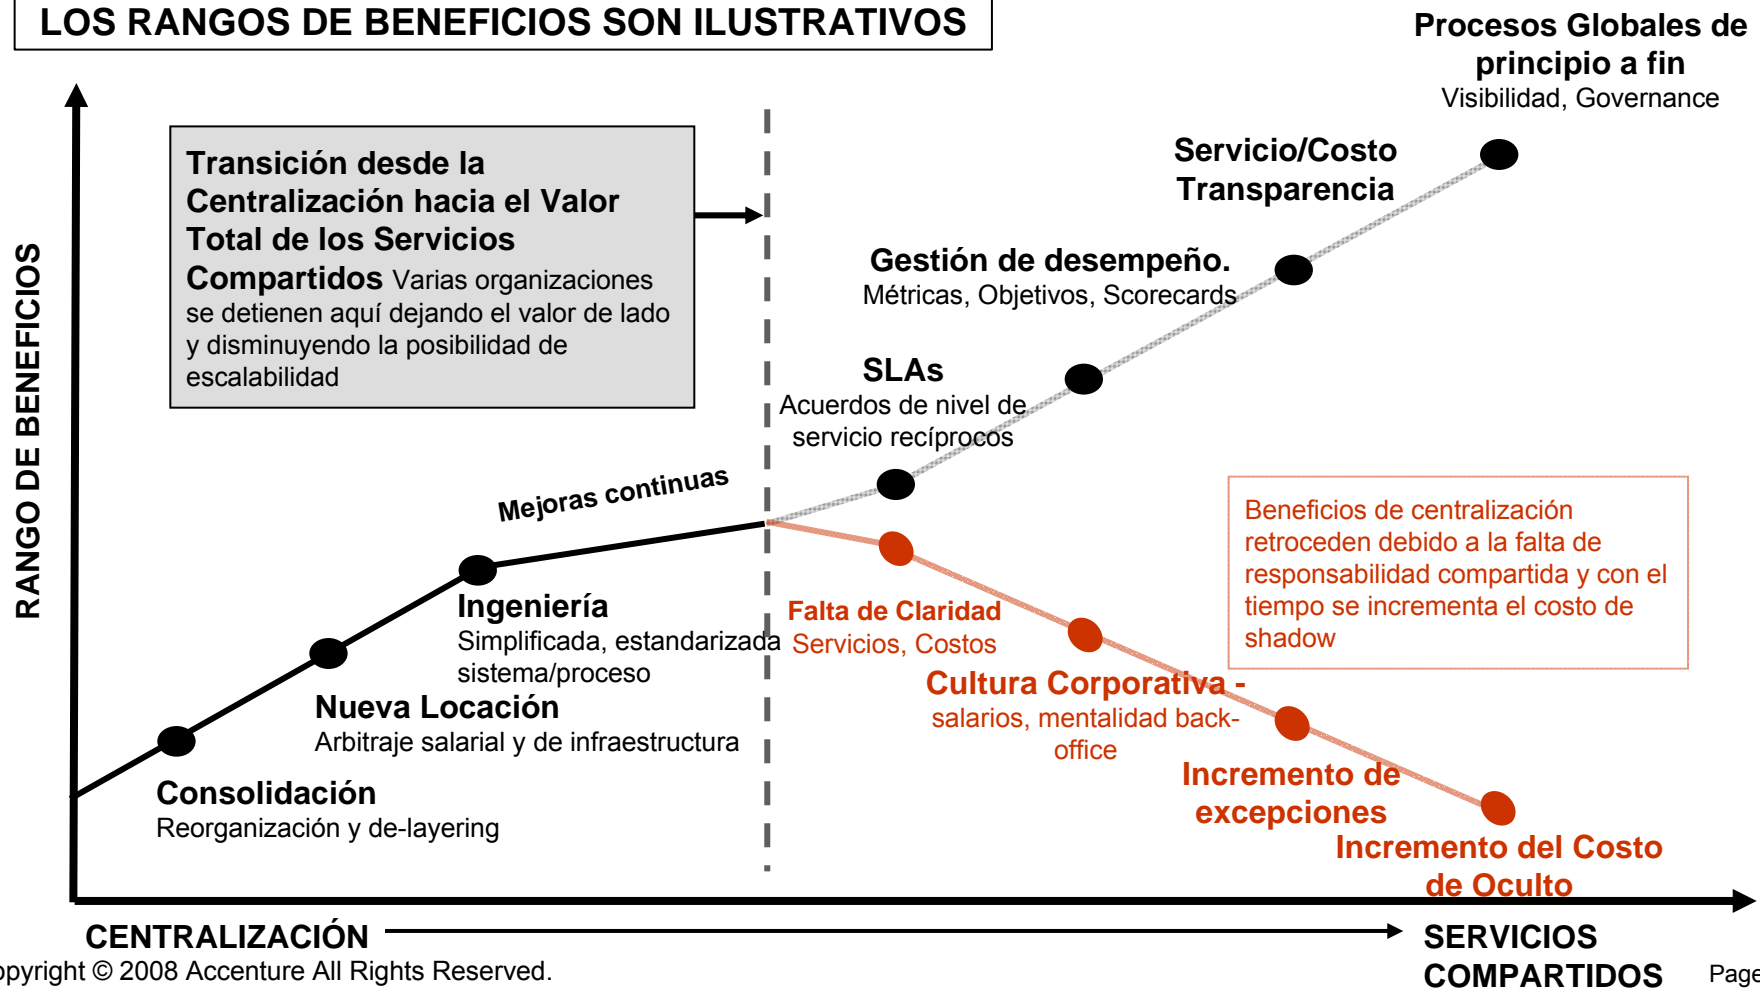 LOS RANGOS DE BENEFICIOS SON ILUSTRATIVOS
Procesos Globales de
principio a fin
Visibilidad, Governance
Servicio/Costo
Transparencia
Transición desde la
Centralización hacia el Valor
Total de los Servicios
Compartidos Varias organizaciones
se detienen aquí dejando el valor de lado
y disminuyendo la posibilidad de
escalabilidad
Gestión de desempeño.
Métricas, Objetivos, Scorecards
SLAs
Acuerdos de nivel de
servicio recíprocos
RANGO DE BENEFICIOS
Mejoras continuas
Beneficios de centralización
retroceden debido a la falta de
responsabilidad compartida y con el
tiempo se incrementa el costo de
shadow
Ingeniería
Simplificada, estandarizada
sistema/proceso
Falta de Claridad
Servicios, Costos
Nueva Locación
Arbitraje salarial y de infraestructura
Cultura Corporativa -
salarios, mentalidad back-
office
Consolidación
Reorganización y de-layering
Incremento de
excepciones
Incremento del Costo
de Oculto
CENTRALIZACIÓN
SERVICIOS
COMPARTIDOS
opyright © 2008 Accenture All Rights Reserved.
Page